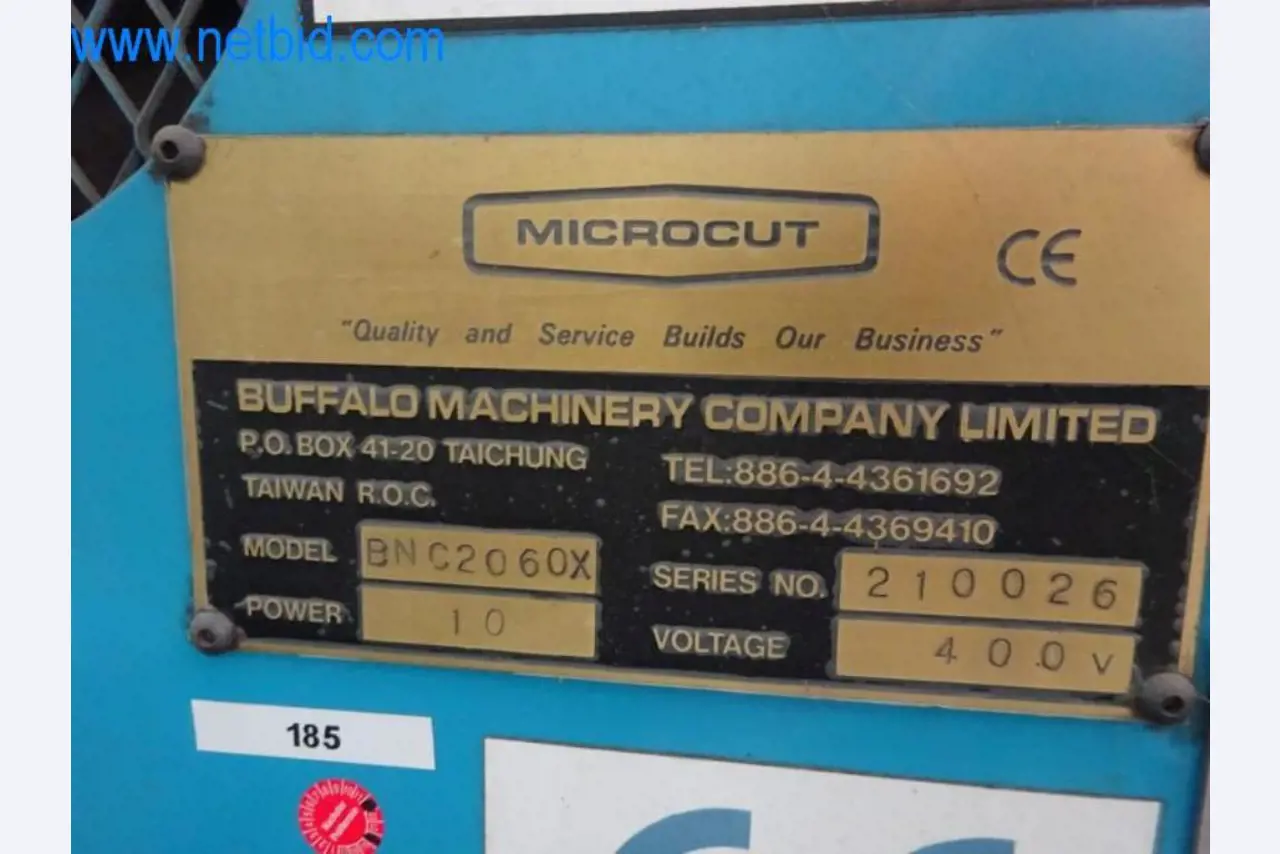 www.netbid.com
MICROCUT
CE
"Quality and Service Builds Our Business"
BUFFALO MACHINERY COMPANY LIMITED
P.O. BOX 41-20 TAICHUNG
TAIWAN R.O.C.
TEL:886-4-4361692
FAX:886-4-4369410
MODEL BNC2060X
SERIES NO. 210026
POWER 10
VOLTAGE 400V
185